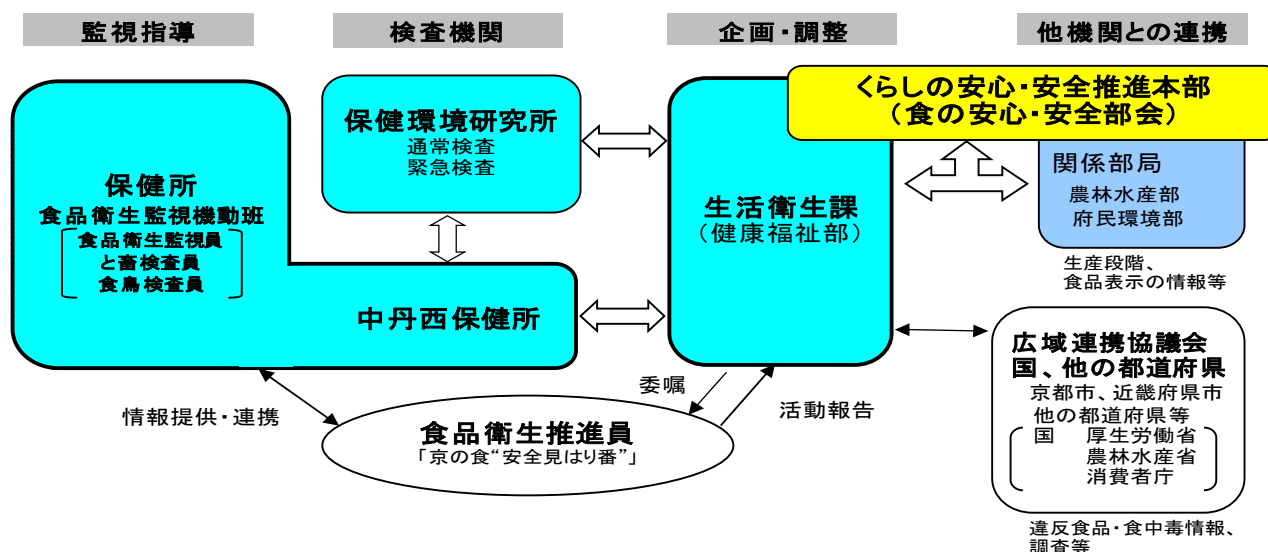 監視指導
検査機関
企画・調整
他機関との連携
くらしの安心・安全推進本部
（食の安心・安全部会）
保健環境研究所
通常検査
緊急検査
関係部局
農林水産部
府民環境部
保健所
食品衛生監視機動班
食品衛生監視員
と畜検査員
食鳥検査員
生活衛生課
（健康福祉部）
生産段階、
食品表示の情報等
中丹西保健所
広域連携協議会
国、他の都道府県
京都市、近畿府県市
他の都道府県等
国 厚生労働省
農林水産省
消費者庁
委嘱
情報提供・連携
活動報告
食品衛生推進員
「京の食“安全見はり番”」
違反食品・食中毒情報、
調査等